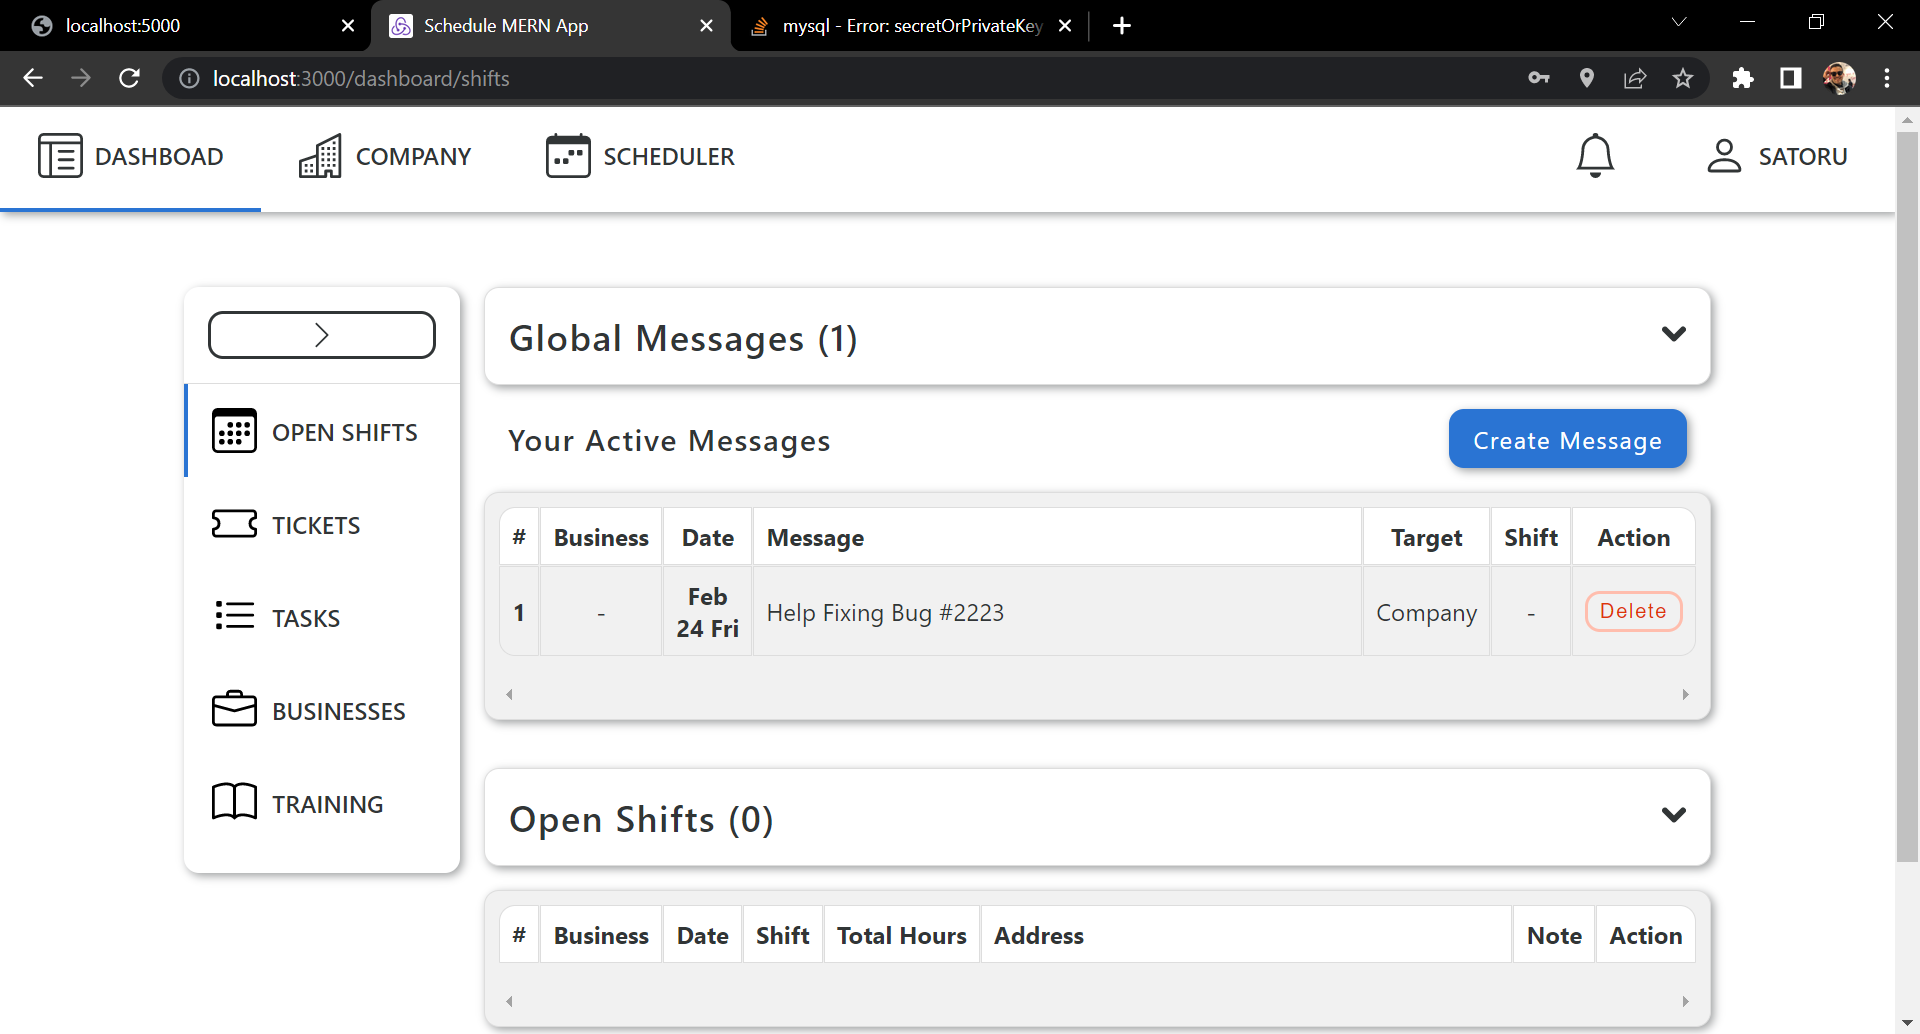 localhost:5000
Schedule MERN App
mysql - Error: secretOrPrivateKey
localhost:3000/dashboard/shifts
DASHBOAD
COMPANY
SCHEDULER
SATORU
OPEN SHIFTS
TICKETS
TASKS
BUSINESSES
TRAINING
Global Messages (1)
Your Active Messages
Create Message
# Business Date Message Target Shift Action
1 - Feb 24 Fri Help Fixing Bug #2223 Company - Delete
Open Shifts (0)
# Business Date Shift Total Hours Address Note Action